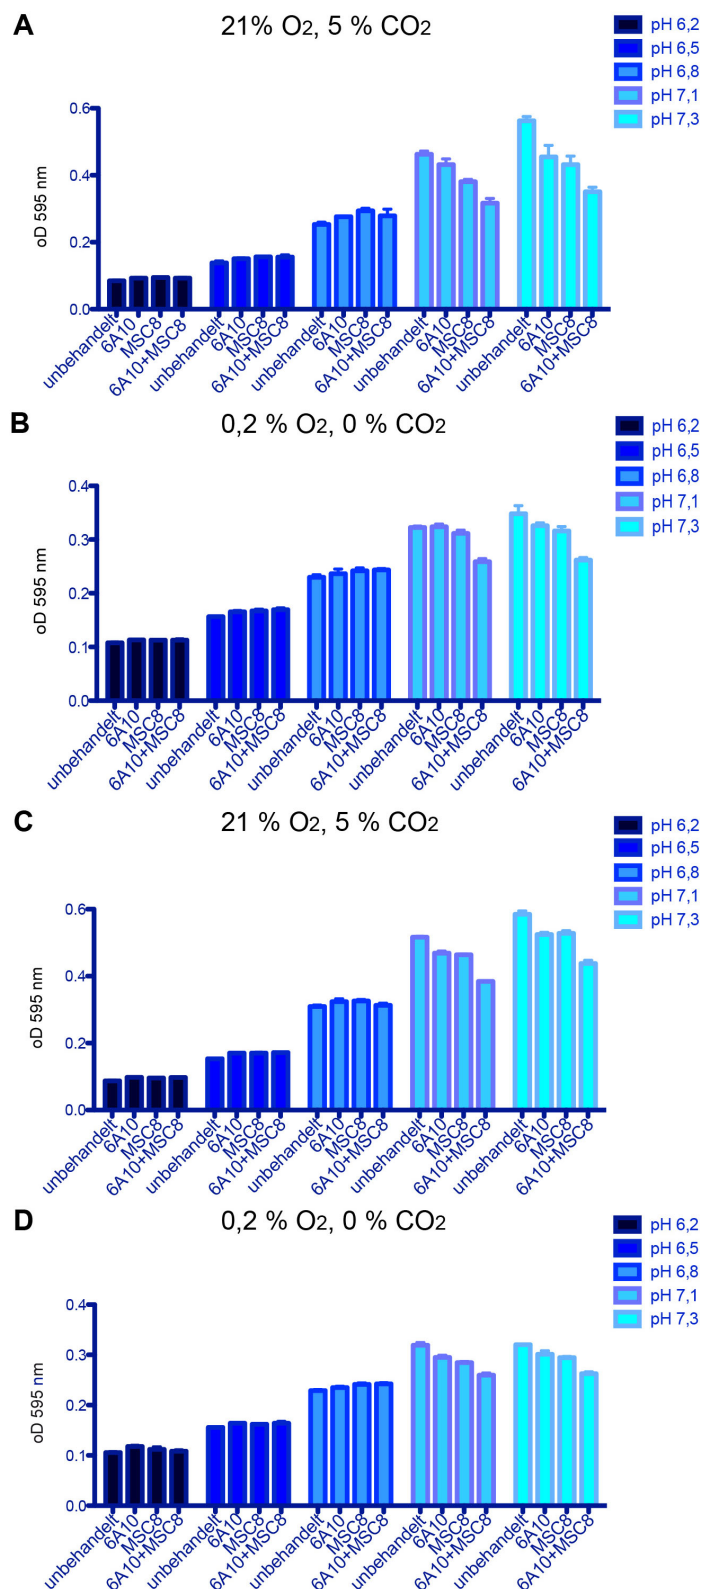 A
21% O2, 5 % CO2
pH 6,2
pH 6,5
pH 6,8
pH 7,1
pH 7,3
oD 595 nm
0.6
0.4
0.2
0.0
unbehandelt
6A10
MSC8
6A10+MSC8
unbehandelt
6A10
MSC8
6A10+MSC8
unbehandelt
6A10
MSC8
6A10+MSC8
unbehandelt
6A10
MSC8
6A10+MSC8
unbehandelt
6A10
MSC8
6A10+MSC8
B
0,2 % O2, 0 % CO2
pH 6,2
pH 6,5
pH 6,8
pH 7,1
pH 7,3
oD 595 nm
0.4
0.3
0.2
0.1
0.0
unbehandelt
6A10
MSC8
6A10+MSC8
unbehandelt
6A10
MSC8
6A10+MSC8
unbehandelt
6A10
MSC8
6A10+MSC8
unbehandelt
6A10
MSC8
6A10+MSC8
unbehandelt
6A10
MSC8
6A10+MSC8
C
21 % O2, 5 % CO2
pH 6,2
pH 6,5
pH 6,8
pH 7,1
pH 7,3
oD 595 nm
0.6
0.4
0.2
0.0
unbehandelt
6A10
MSC8
6A10+MSC8
unbehandelt
6A10
MSC8
6A10+MSC8
unbehandelt
6A10
MSC8
6A10+MSC8
unbehandelt
6A10
MSC8
6A10+MSC8
unbehandelt
6A10
MSC8
6A10+MSC8
D
0,2 % O2, 0 % CO2
pH 6,2
pH 6,5
pH 6,8
pH 7,1
pH 7,3
oD 595 nm
0.4
0.3
0.2
0.1
0.0
unbehandelt
6A10
MSC8
6A10+MSC8
unbehandelt
6A10
MSC8
6A10+MSC8
unbehandelt
6A10
MSC8
6A10+MSC8
unbehandelt
6A10
MSC8
6A10+MSC8
unbehandelt
6A10
MSC8
6A10+MSC8